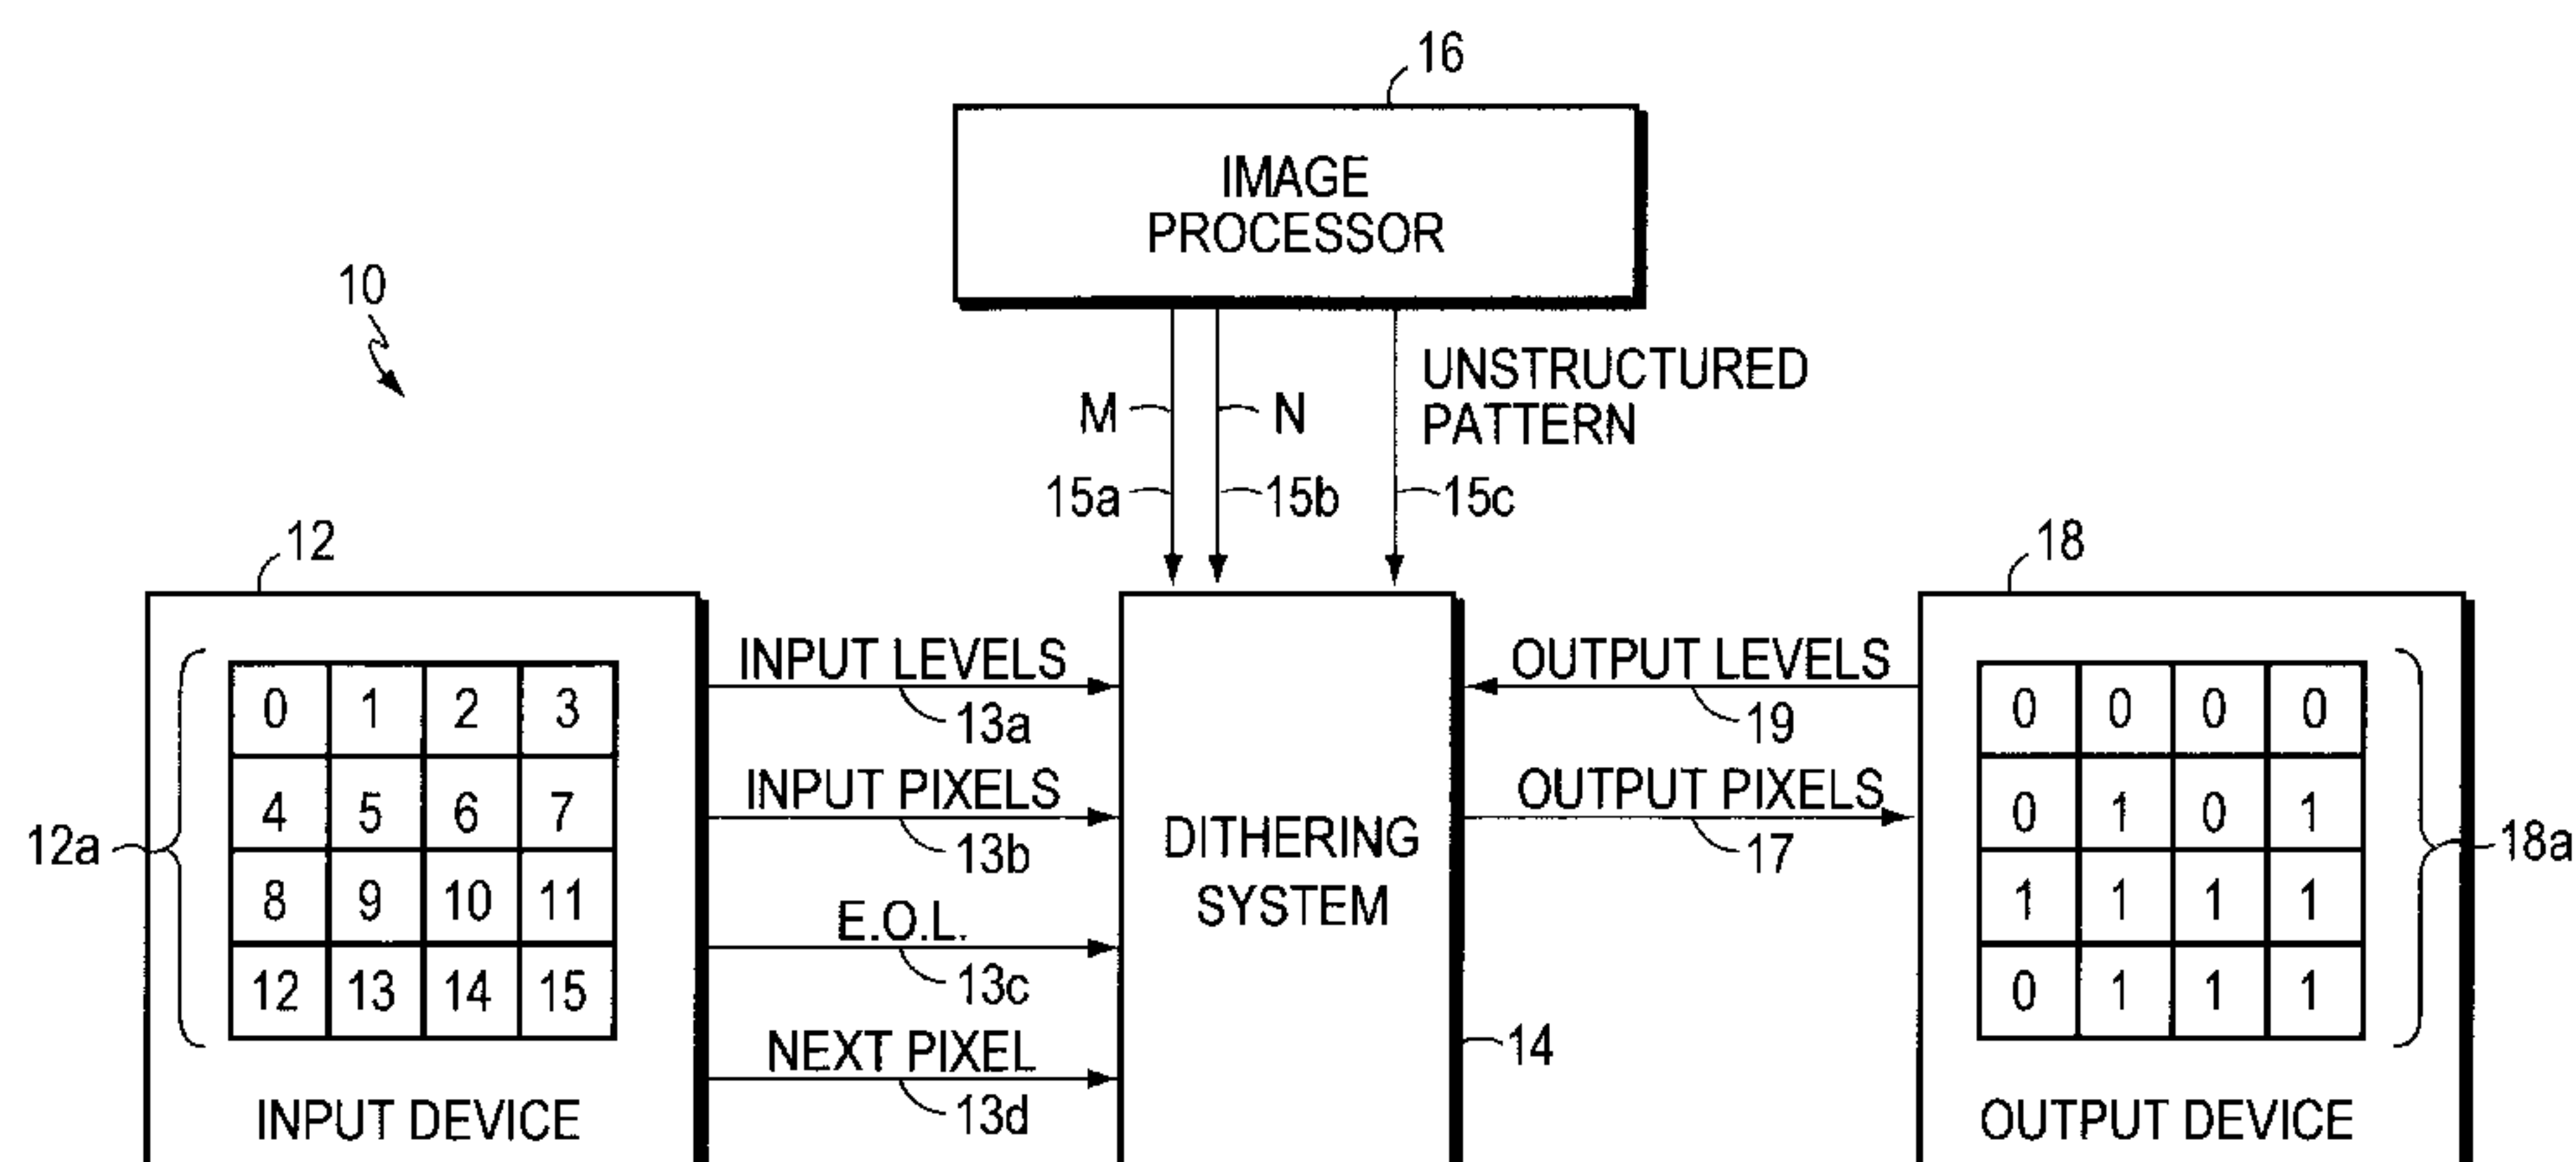 16
IMAGE
PROCESSOR
10
UNSTRUCTURED
PATTERN
M
N
15a
15b
15c
12
18
INPUT LEVELS
13a
OUTPUT LEVELS
19
0 1 2 3
4 5 6 7
8 9 10 11
12 13 14 15
12a
INPUT PIXELS
13b
OUTPUT PIXELS
17
DITHERING
SYSTEM
0 0 0 0
0 1 0 1
1 1 1 1
0 1 1 1
18a
E.O.L.
13c
NEXT PIXEL
13d
14
INPUT DEVICE
OUTPUT DEVICE